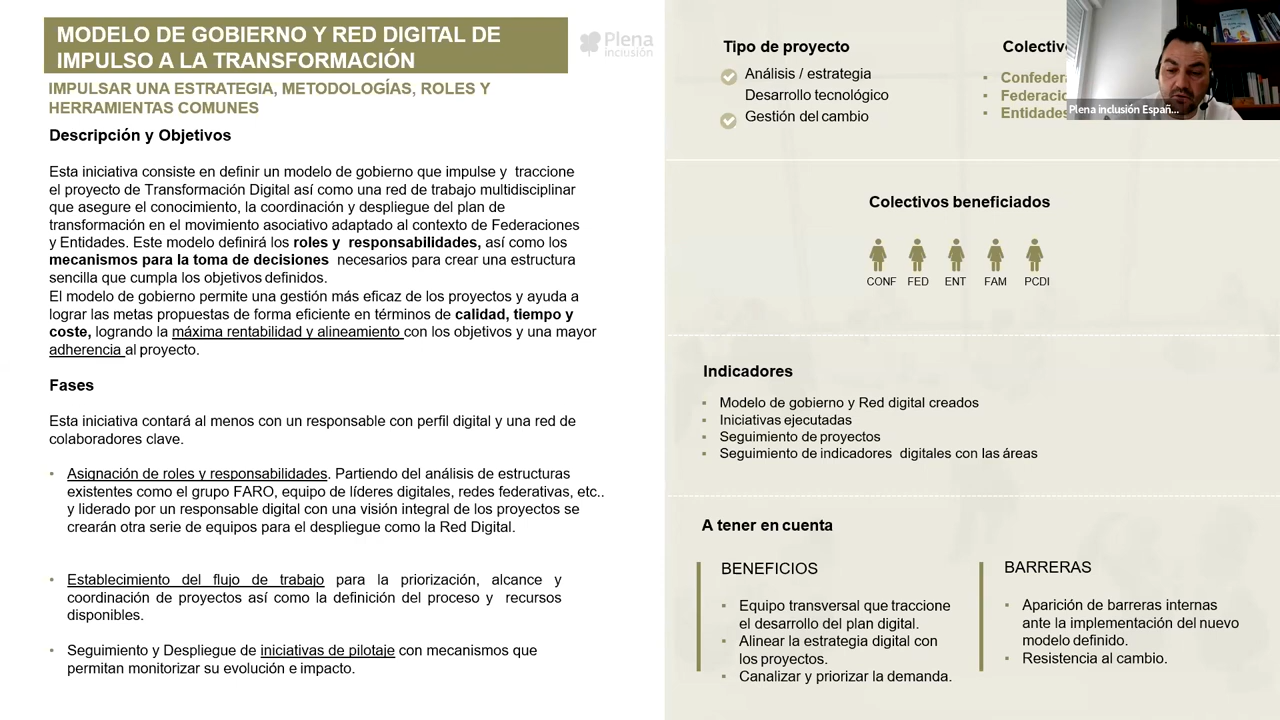 MODELO DE GOBIERNO Y RED DIGITAL DE
IMPULSO A LA TRANSFORMACIÓN
Plena
inclusión
IMPULSAR UNA ESTRATEGIA, METODOLOGÍAS, ROLES Y
HERRAMIENTAS COMUNES
Descripción y Objetivos
Esta iniciativa consiste en definir un modelo de gobierno que impulse y traccione
el proyecto de Transformación Digital así como una red de trabajo multidisciplinar
que asegure el conocimiento, la coordinación y despliegue del plan de
transformación en el movimiento asociativo adaptado al contexto de Federaciones
y Entidades. Este modelo definirá los roles y responsabilidades, así como los
mecanismos para la toma de decisiones necesarios para crear una estructura
sencilla que cumpla los objetivos definidos.
El modelo de gobierno permite una gestión más eficaz de los proyectos y ayuda a
lograr las metas propuestas de forma eficiente en términos de calidad, tiempo y
coste, logrando la máxima rentabilidad y alineamiento con los objetivos y una mayor
adherencia al proyecto.
Fases
Esta iniciativa contará al menos con un responsable con perfil digital y una red de
colaboradores clave.
▪ Asignación de roles y responsabilidades. Partiendo del análisis de estructuras
existentes como el grupo FARO, equipo de líderes digitales, redes federativas, etc..
y liderado por un responsable digital con una visión integral de los proyectos se
crearán otra serie de equipos para el despliegue como la Red Digital.
▪ Establecimiento del flujo de trabajo para la priorización, alcance y
coordinación de proyectos así como la definición del proceso y recursos
disponibles.
▪ Seguimiento y Despliegue de iniciativas de pilotaje con mecanismos que
permitan monitorizar su evolución e impacto.
Tipo de proyecto
Análisis / estrategia
Desarrollo tecnológico
Gestión del cambio
Colectiv
▪ Confeder
▪ Federacio
▪ Entidades
Plena inclusión Españ...
Colectivos beneficiados
CONF FED ENT FAM PCDI
Indicadores
▪ Modelo de gobierno y Red digital creados
▪ Iniciativas ejecutadas
▪ Seguimiento de proyectos
▪ Seguimiento de indicadores digitales con las áreas
A tener en cuenta
BENEFICIOS
▪ Equipo transversal que traccione
el desarrollo del plan digital.
▪ Alinear la estrategia digital con
los proyectos.
▪ Canalizar y priorizar la demanda.
BARRERAS
▪ Aparición de barreras internas
ante la implementación del nuevo
modelo definido.
▪ Resistencia al cambio.